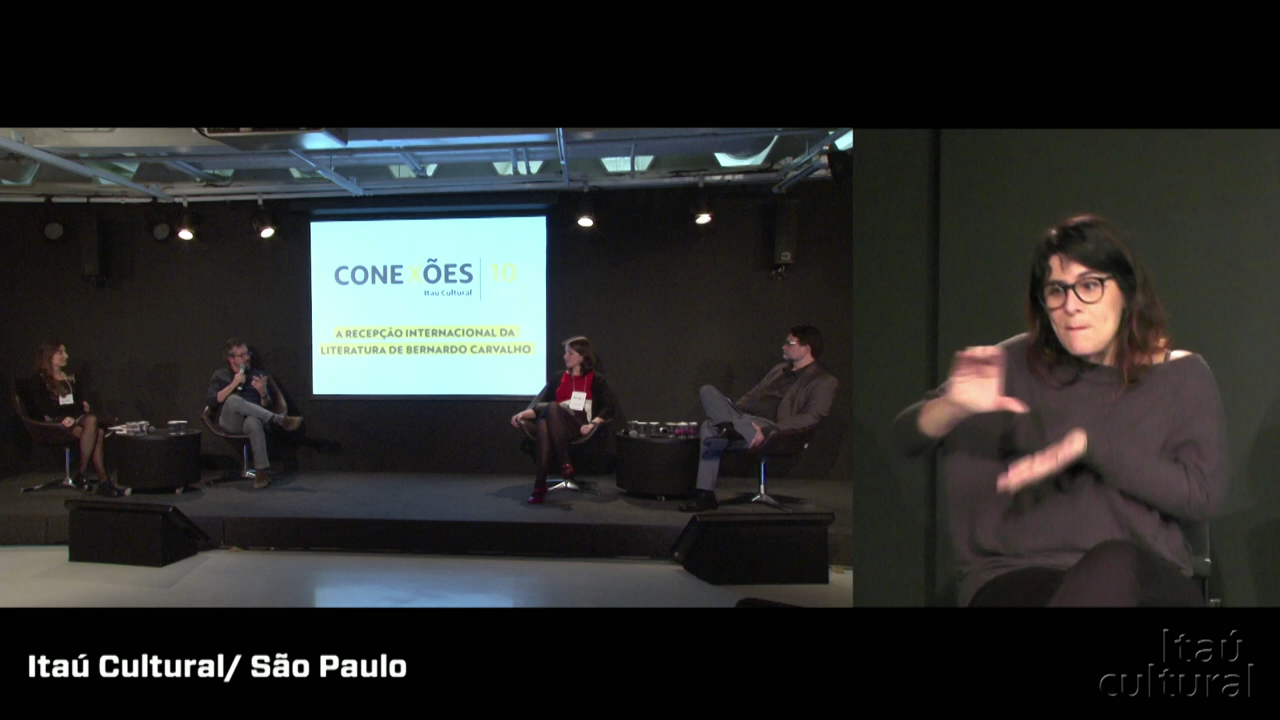 CONEXÕES 10
Itaú Cultural
A RECEPÇÃO INTERNACIONAL DA
LITERATURA DE BERNARDO CARVALHO
Itaú Cultural/ São Paulo
Itaú
cultural